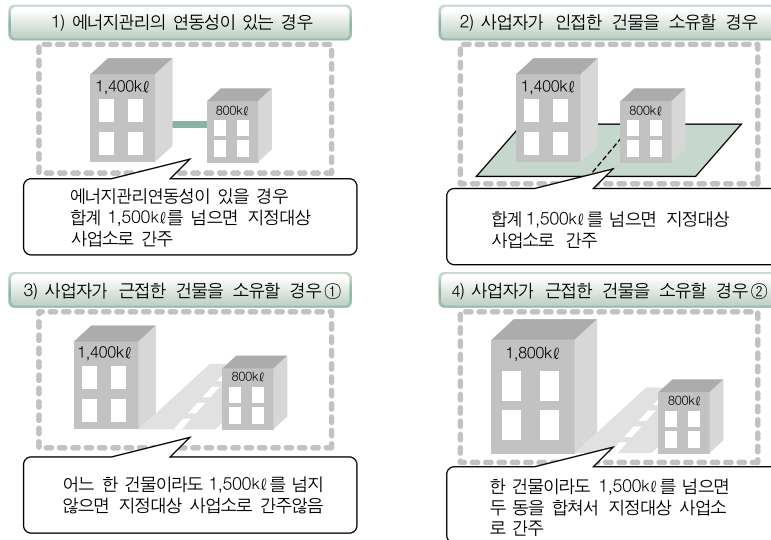 1) 에너지관리의 연동성이 있는 경우
1,400kℓ
800kℓ
에너지관리연동성이 있을 경우
합계 1,500kℓ를 넘으면 지정대상
사업소로 간주
2) 사업자가 인접한 건물을 소유할 경우
1,400kℓ
800kℓ
합계 1,500kℓ를 넘으면 지정대상
사업소로 간주
3) 사업자가 근접한 건물을 소유할 경우①
1,400kℓ
800kℓ
어느 한 건물이라도 1,500kℓ를 넘지
않으면 지정대상 사업소로 간주않음
4) 사업자가 근접한 건물을 소유할 경우②
1,800kℓ
800kℓ
한 건물이라도 1,500kℓ를 넘으면
두 동을 합쳐서 지정대상 사업소
로 간주